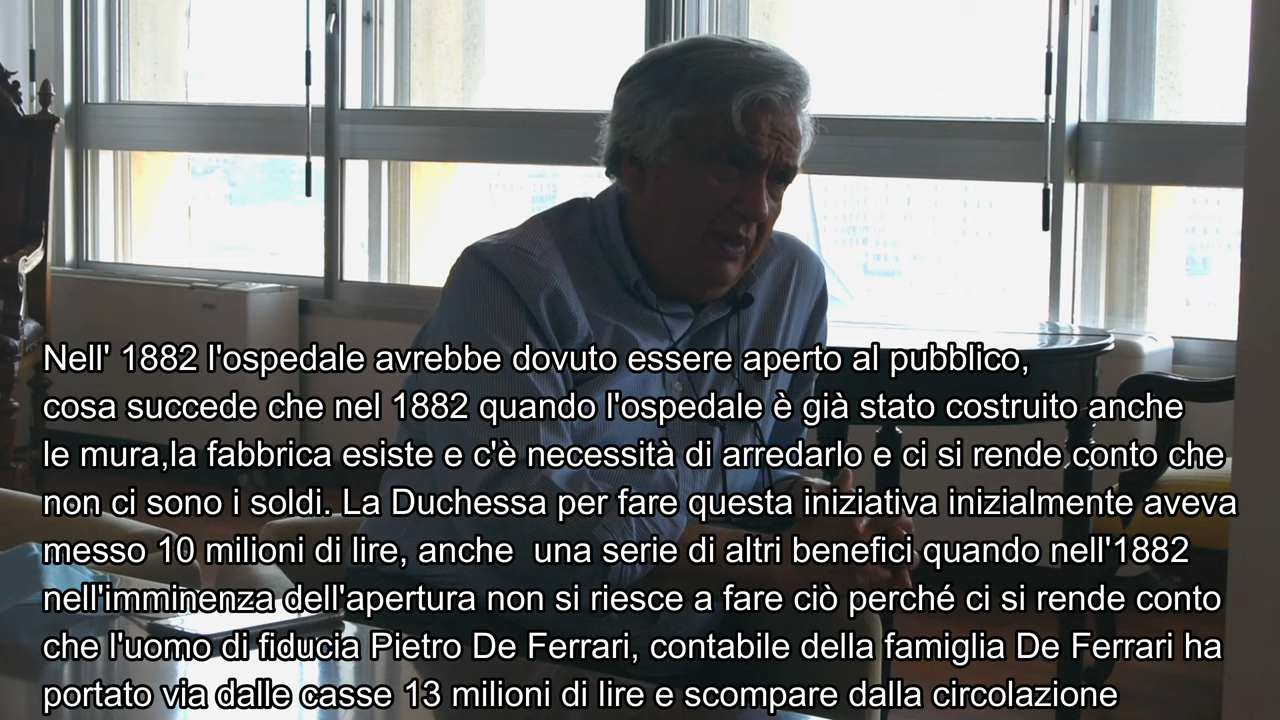 Nell' 1882 l'ospedale avrebbe dovuto essere aperto al pubblico,
cosa succede che nel 1882 quando l'ospedale è già stato costruito anche
le mura,la fabbrica esiste e c'è necessità di arredarlo e ci si rende conto che
non ci sono i soldi. La Duchessa per fare questa iniziativa inizialmente aveva
messo 10 milioni di lire, anche  una serie di altri benefici quando nell'1882
nell'imminenza dell'apertura non si riesce a fare ciò perché ci si rende conto
che l'uomo di fiducia Pietro De Ferrari, contabile della famiglia De Ferrari ha
portato via dalle casse 13 milioni di lire e scompare dalla circolazione